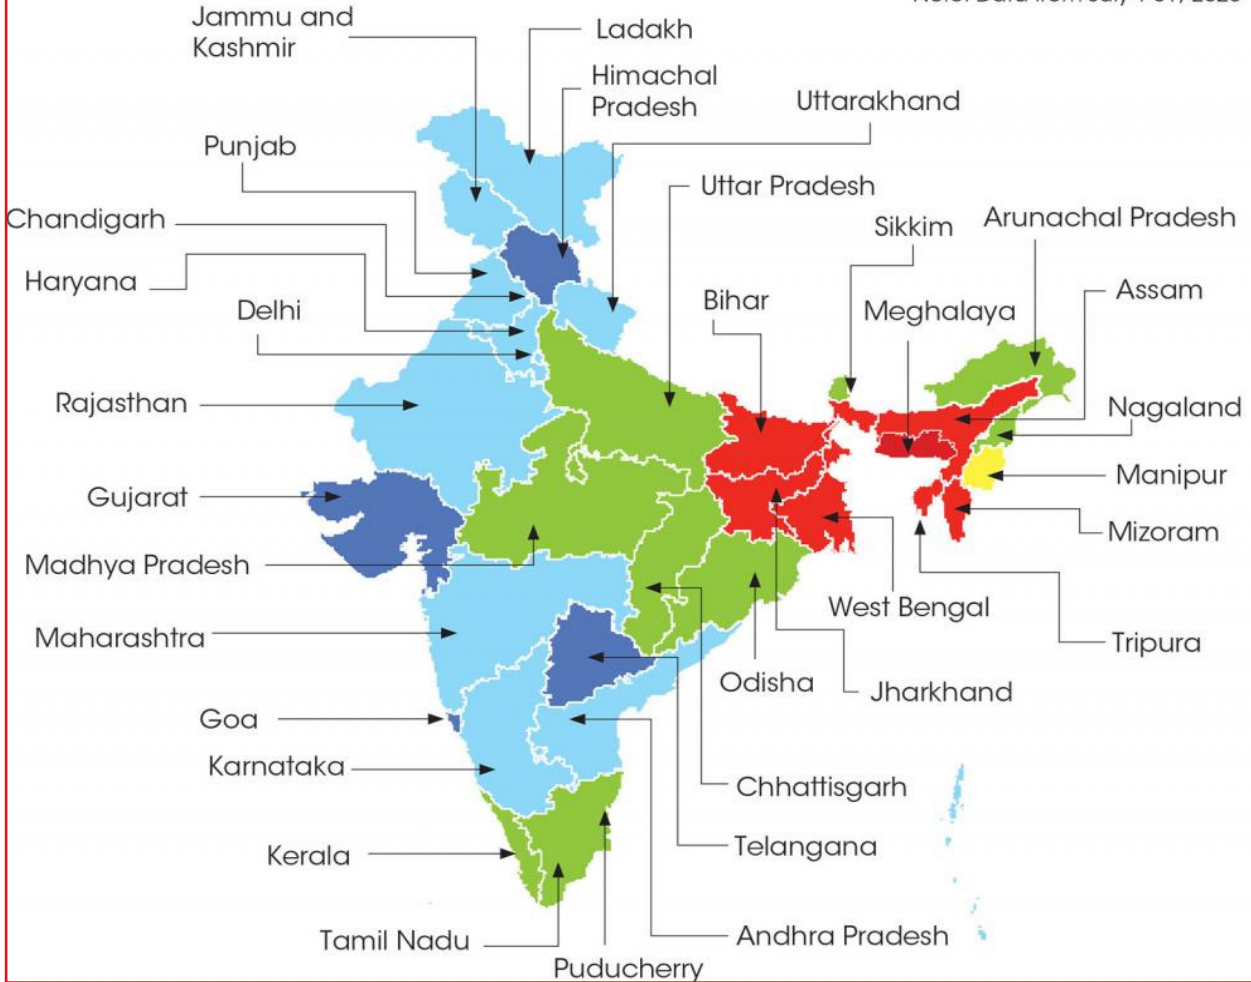 Jammu and
Kashmir
Ladakh
Himachal
Pradesh
Uttarakhand
Punjab
Uttar Pradesh
Chandigarh
Sikkim
Arunachal Pradesh
Haryana
Assam
Delhi
Bihar
Meghalaya
Rajasthan
Nagaland
Gujarat
Manipur
Mizoram
Madhya Pradesh
West Bengal
Maharashtra
Tripura
Odisha
Jharkhand
Goa
Karnataka
Chhattisgarh
Telangana
Kerala
Tamil Nadu
Andhra Pradesh
Puducherry